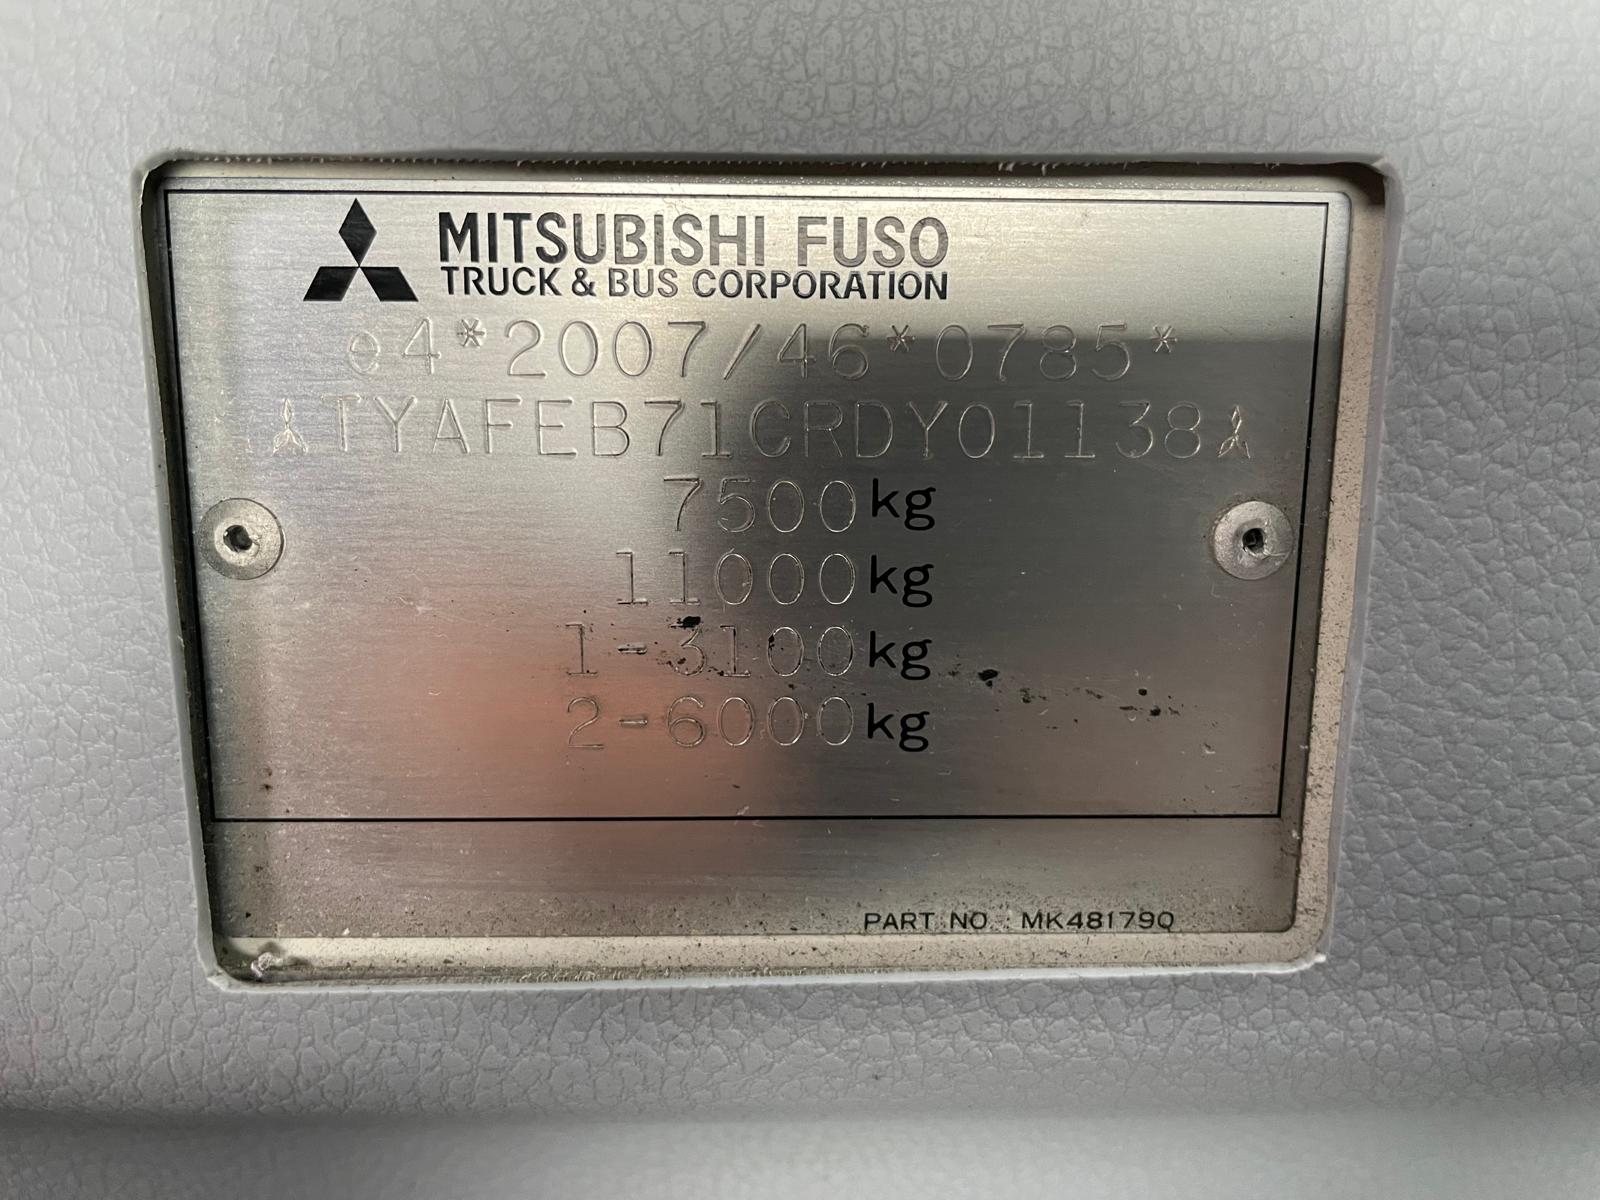 MITSUBISHI FUSO
TRUCK & BUS CORPORATION
e4*2007/46*0785*
TYAFEB71CRDY01138
7500kg
11000kg
1-3100kg
2-6000kg
PART NO. MK481790